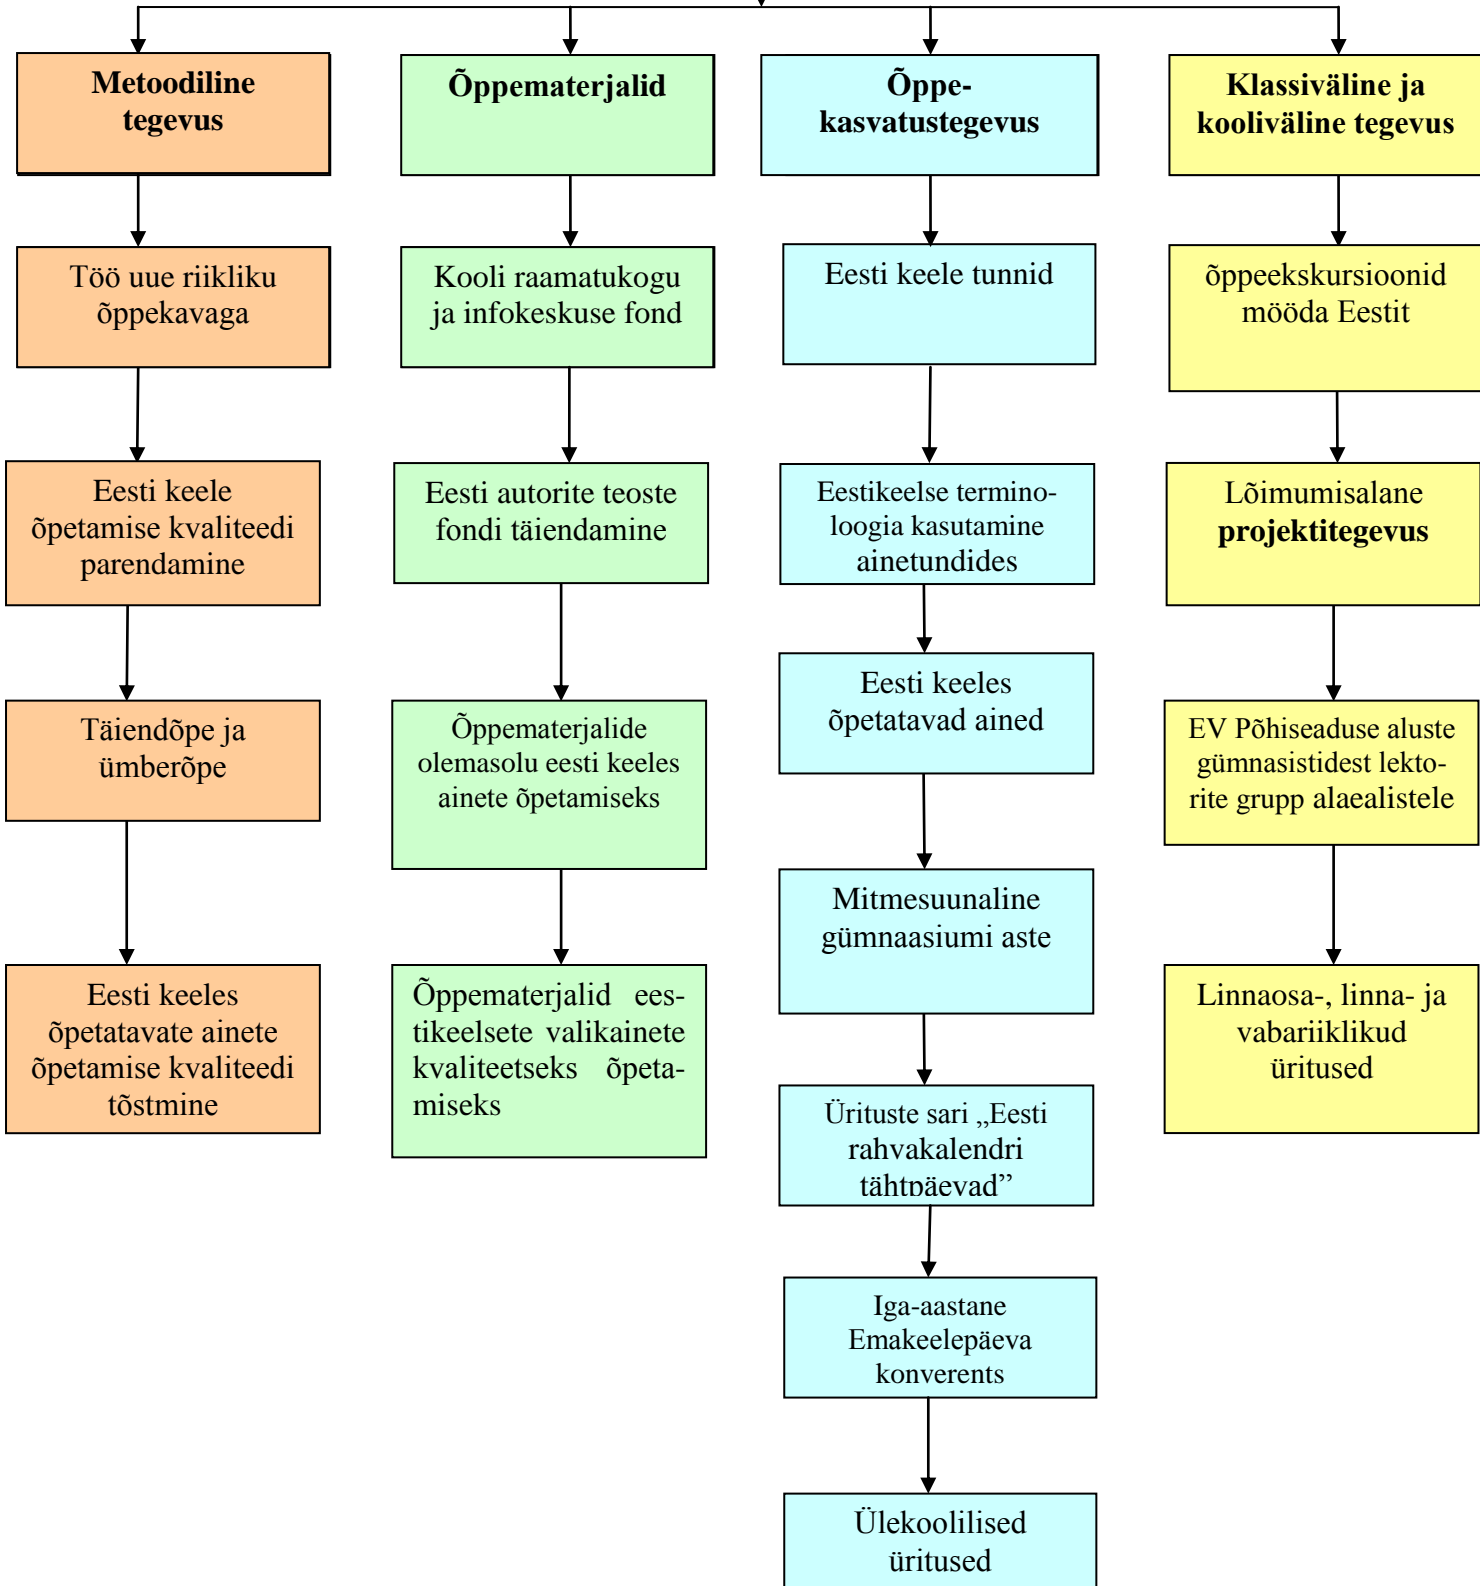 Metoodiline
tegevus
Töö uue riikliku
õppekavaga
Eesti keele
õpetamise kvaliteedi
parendamine
Täiendõpe ja
ümberõpe
Eesti keeles
õpetatavate ainete
õpetamise kvaliteedi
tõstmine
Õppematerjalid
Kooli raamatukogu
ja infokeskuse fond
Eesti autorite teoste
fondi täiendamine
Õppematerjalide
olemasolu eesti keeles
ainete õpetamiseks
Õppematerjalid ees-
tikeelsete valikainete
kvaliteetseks õpeta-
miseks
Õppe-
kasvatustegevus
Eesti keele tunnid
Eestikeelse termino-
loogia kasutamine
ainetundides
Eesti keeles
õpetatavad ained
Mitmesuunaline
gümnaasiumi aste
Ürituste sari „Eesti
rahvakalendri
tähtpäevad”
Iga-aastane
Emakeelepäeva
konverents
Ülekoolilised
üritused
Klassiväline ja
kooliväline tegevus
õppeekskursioonid
mööda Eestit
Lõimumisalane
projektitegevus
EV Põhiseaduse aluste
gümnasistidest lekto-
rite grupp alaealistele
Linnaosa-, linna- ja
vabariiklikud
üritused